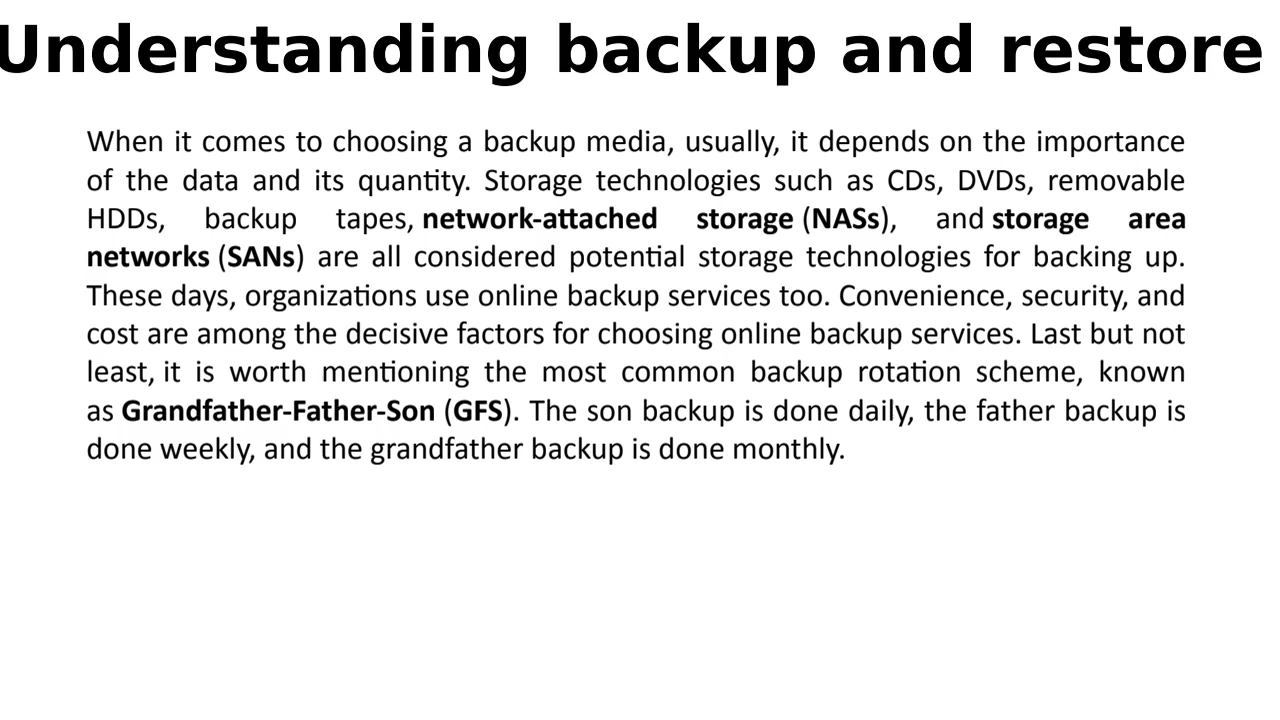 Understanding backup and restore
When it comes to choosing a backup media, usually, it depends on the importance
of the data and its quantity. Storage technologies such as CDs, DVDs, removable
HDDs, backup tapes, network-attached storage (NASs), and storage area
networks (SANs) are all considered potential storage technologies for backing up.
These days, organizations use online backup services too. Convenience, security, and
cost are among the decisive factors for choosing online backup services. Last but not
least, it is worth mentioning the most common backup rotation scheme, known
as Grandfather-Father-Son (GFS). The son backup is done daily, the father backup is
done weekly, and the grandfather backup is done monthly.